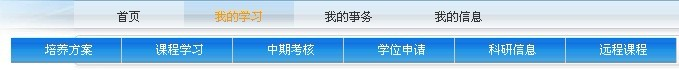 首页 我的学习 我的事务 我的信息
培养方案 课程学习 中期考核 学位申请 科研信息 远程课程